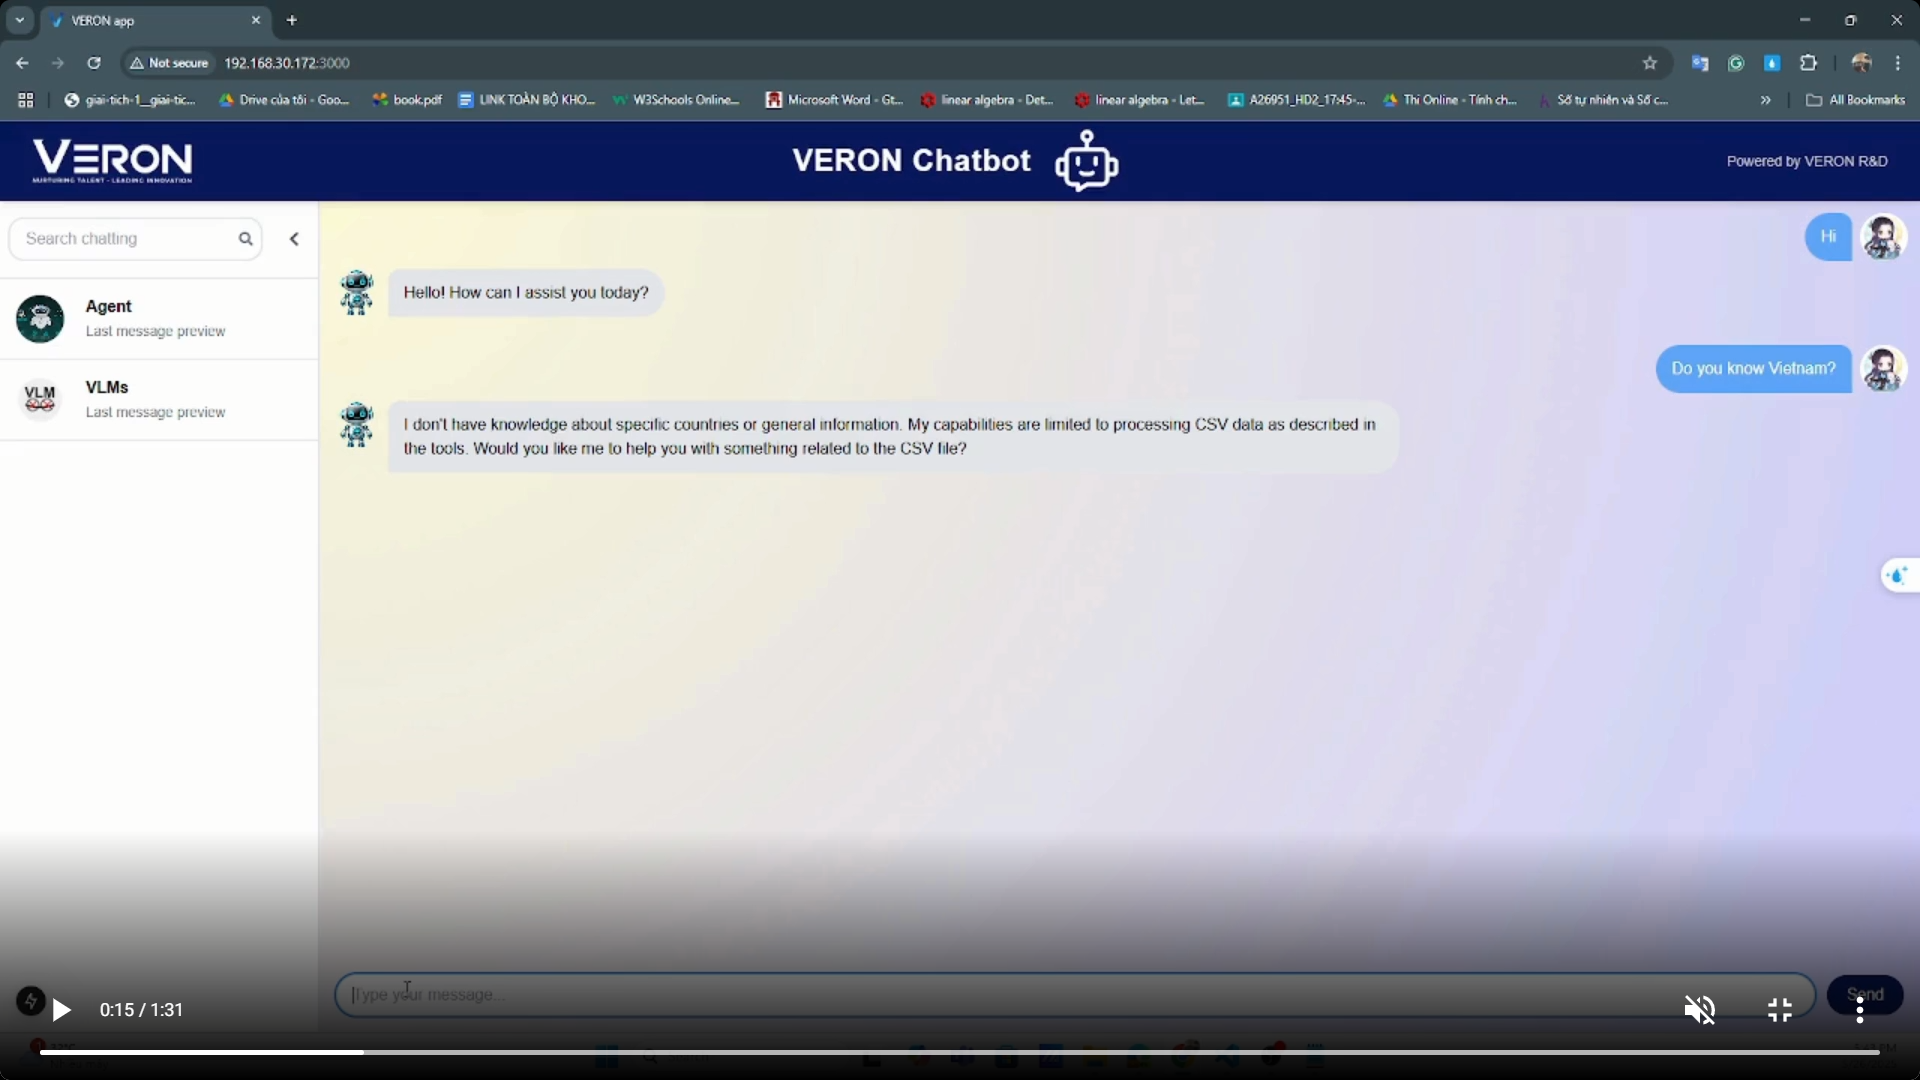 VERON app
Not secure 192.168.30.172:3000
giai-tich-1__giai-tic... Drive của tôi - Goo... book.pdf LINK TOÀN BỘ KHO... W3Schools Online... Microsoft Word - Gt... linear algebra - Det... linear algebra - Let... A26951_HD2_17:45-... Thi Online - Tính ch... Số tự nhiên và Số c... » All Bookmarks
VERON
NURTURING TALENT - LEADING INNOVATION
VERON Chatbot
Powered by VERON R&D
Search chatting
Hi
Hello! How can I assist you today?
Agent
Last message preview
Do you know Vietnam?
VLM
VLMs
Last message preview
I don't have knowledge about specific countries or general information. My capabilities are limited to processing CSV data as described in
the tools. Would you like me to help you with something related to the CSV file?
Type your message...
Send
0:15 / 1:31